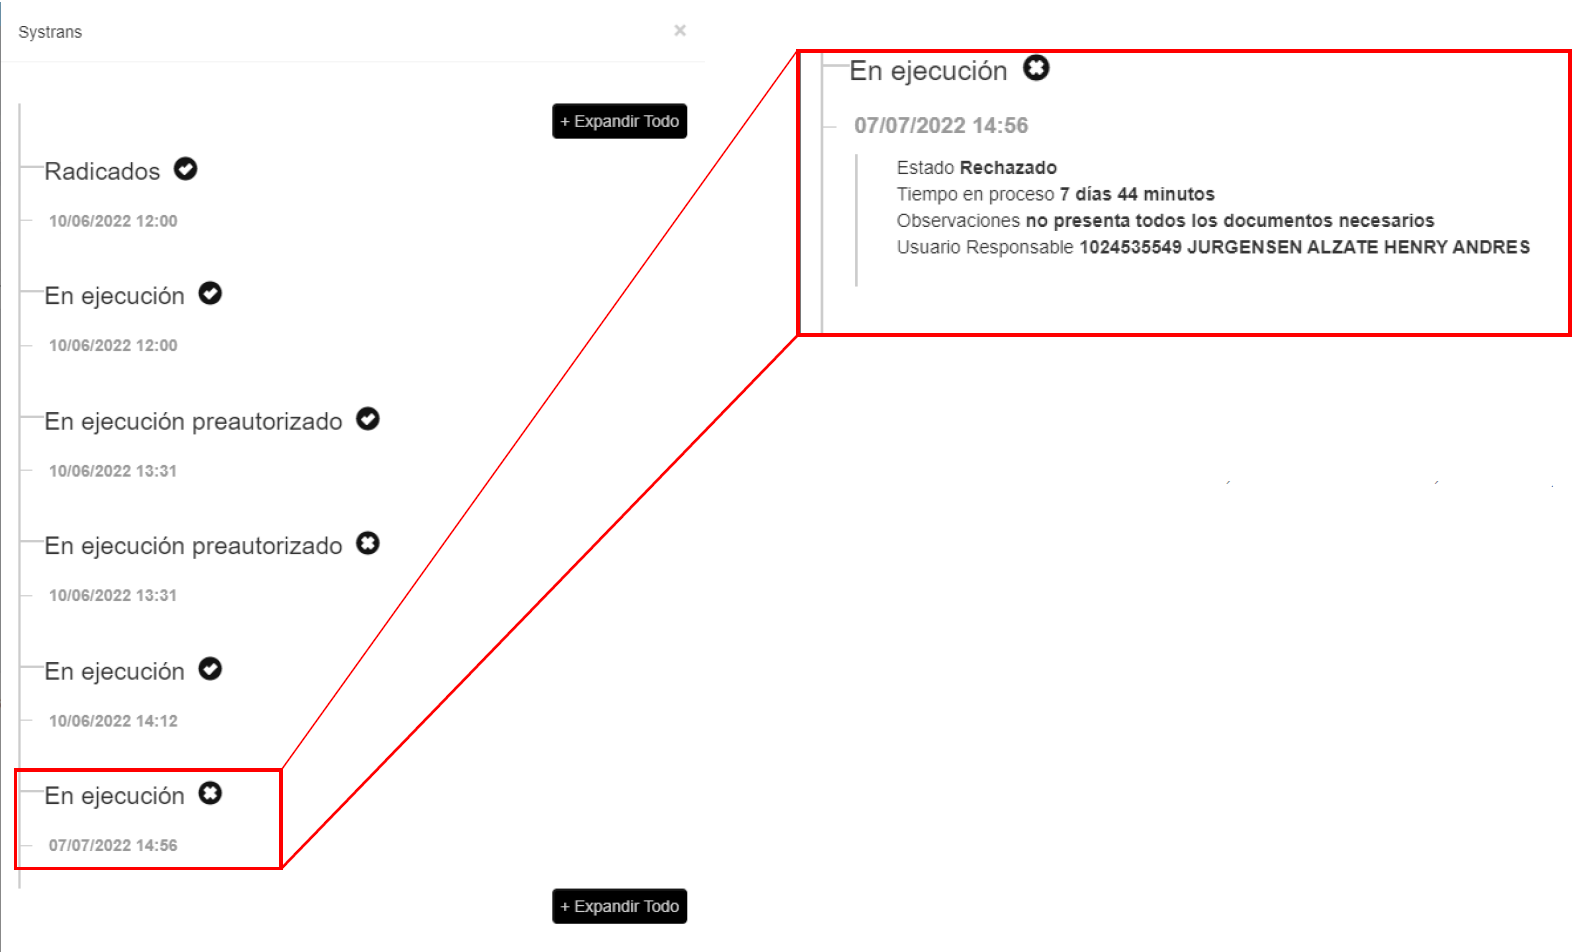 Systrans
×
+ Expandir Todo
Radicados
10/06/2022 12:00
En ejecución
10/06/2022 12:00
En ejecución preautorizado
10/06/2022 13:31
En ejecución preautorizado
10/06/2022 13:31
En ejecución
10/06/2022 14:12
En ejecución
07/07/2022 14:56
+ Expandir Todo
En ejecución
07/07/2022 14:56
Estado Rechazado
Tiempo en proceso 7 días 44 minutos
Observaciones no presenta todos los documentos necesarios
Usuario Responsable 1024535549 JURGENSEN ALZATE HENRY ANDRES